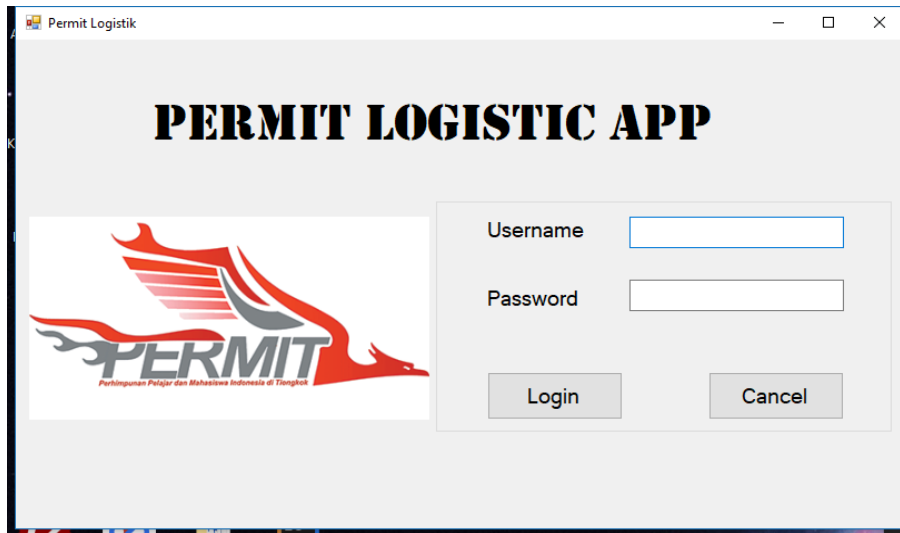 Permit Logistik
PERMIT LOGISTIC APP
Username
PERMIT
Perhimpunan Pelajar dan Mahasiswa Indonesia di Tiongkok
Password
Login
Cancel